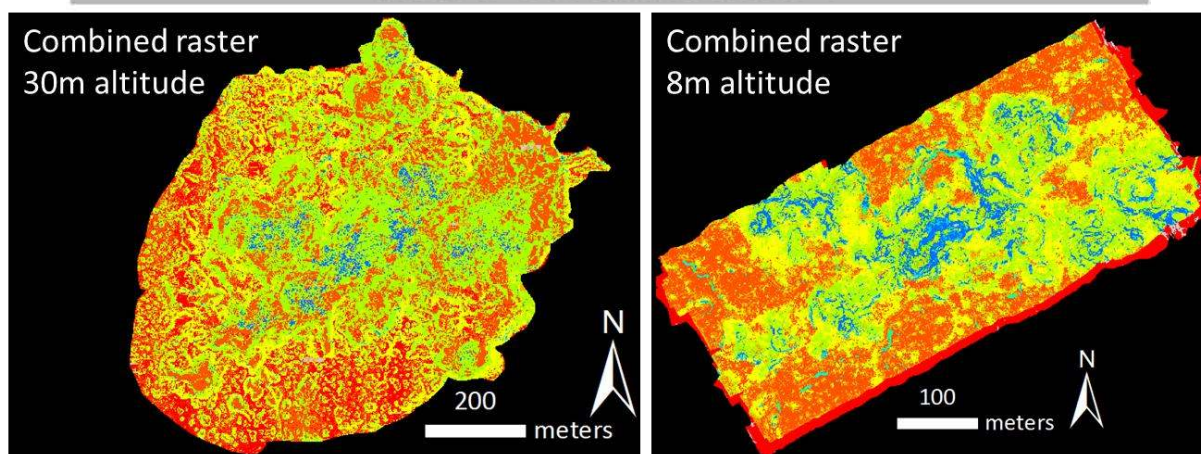 Combined raster
30m altitude
N
200
meters
Combined raster
8m altitude
N
100
meters